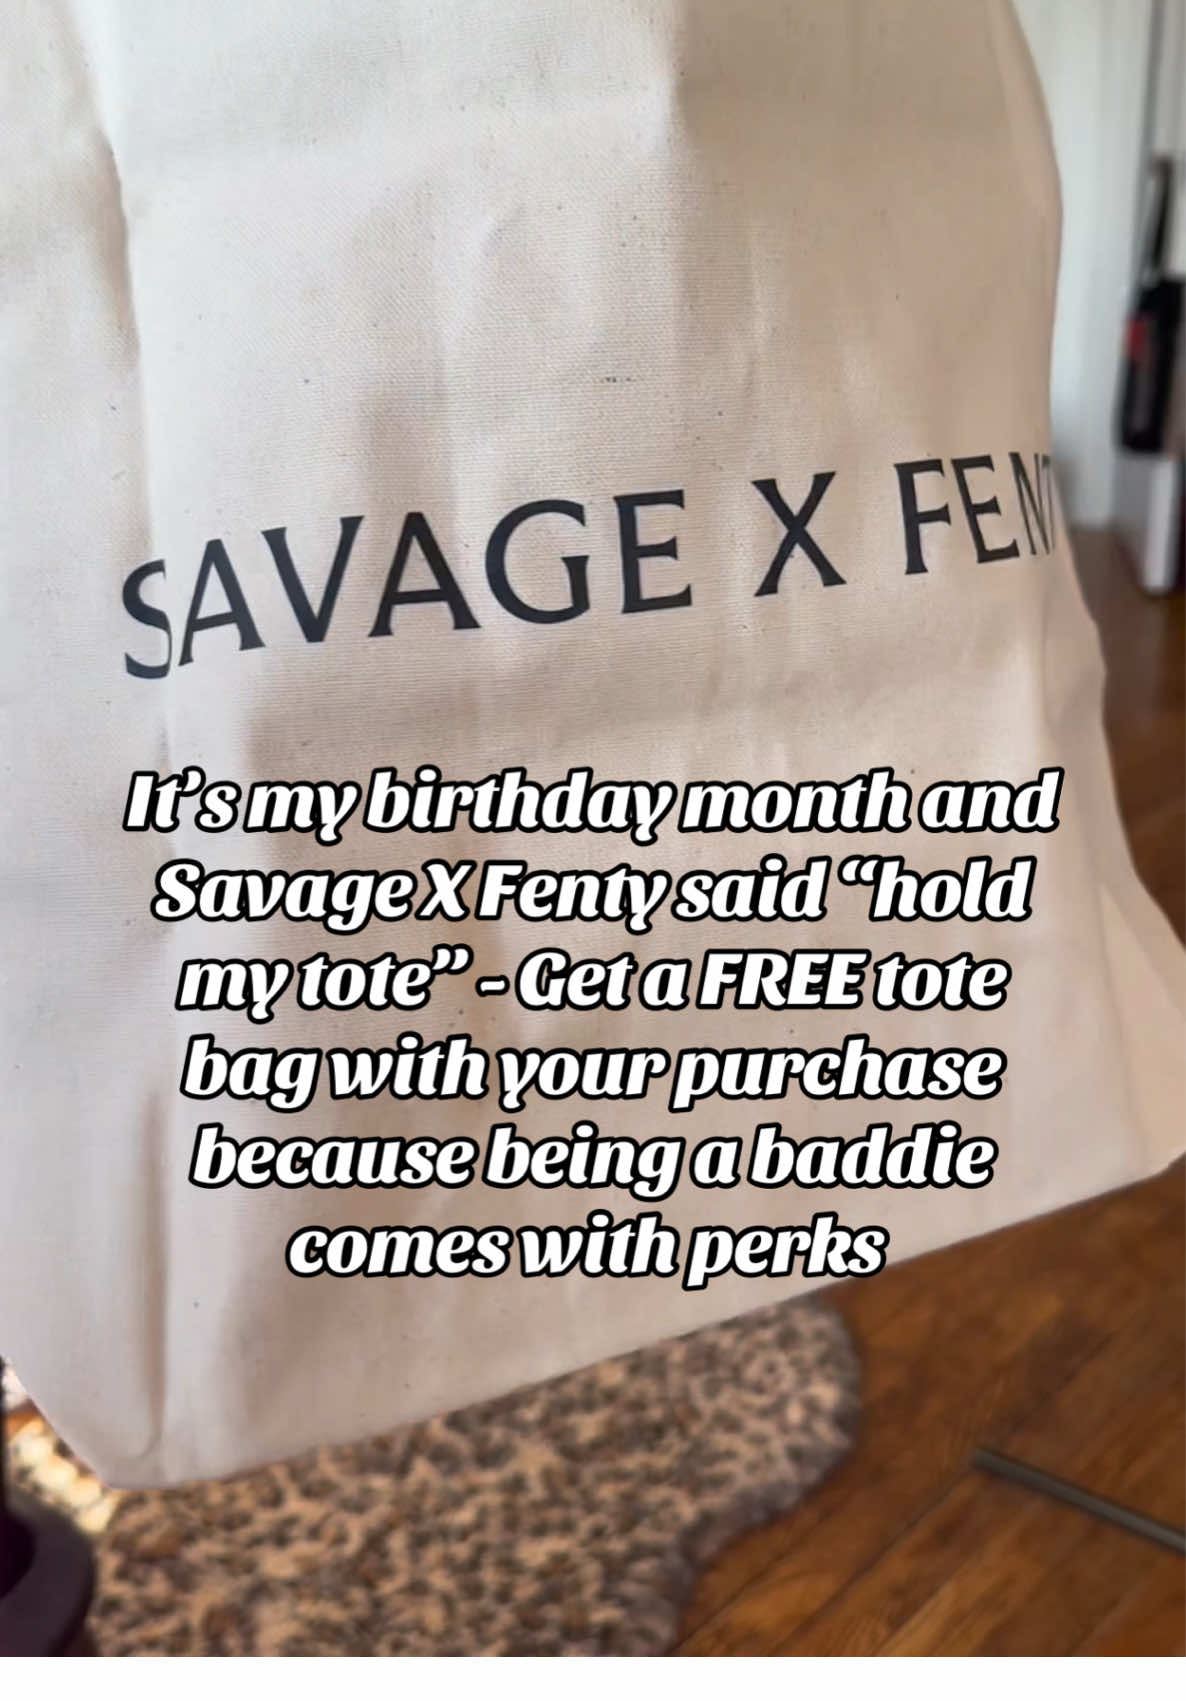 SAVAGE X FENT
It’s my birthday month and
Savage X Fenty said “hold
my tote” - Get a FREE tote
bag with your purchase
because being a baddie
comes with perks